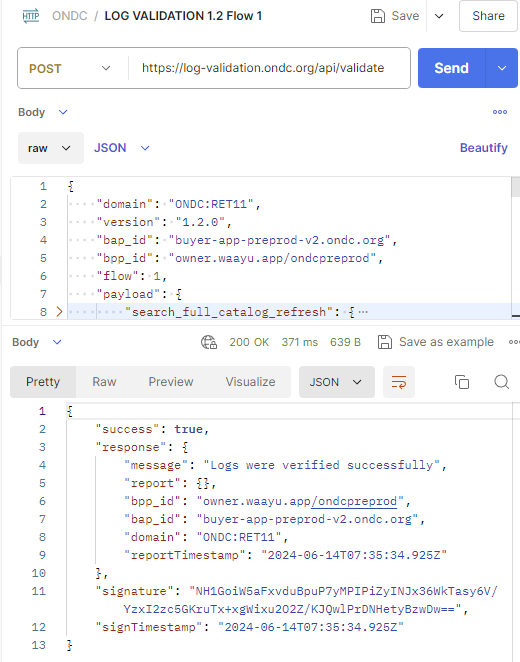 HTTP ONDC / LOG VALIDATION 1.2 Flow 1 Save Share
POST https://log-validation.ondc.org/api/validate Send
Body
raw JSON Beautify
1 {
2 "domain": "ONDC:RET11",
3 "version": "1.2.0",
4 "bap_id": "buyer-app-preprod-v2.ondc.org",
5 "bpp_id": "owner.waayu.app/ondcpreprod",
6 "flow": 1,
7 "payload": {
8 "search_full_catalog_refresh": {
Body 200 OK 371 ms 639 B Save as example
Pretty Raw Preview Visualize JSON
1 {
2 "success": true,
3 "response": {
4 "message": "Logs were verified successfully",
5 "report": {},
6 "bpp_id": "owner.waayu.app/ondcpreprod",
7 "bap_id": "buyer-app-preprod-v2.ondc.org",
8 "domain": "ONDC:RET11",
9 "reportTimestamp": "2024-06-14T07:35:34.925Z"
10 },
11 "signature": "NH1GoiW5aFxvduBpuP7yMPIPiZyINJx36WkTasy6V/
YzxI2zc5GKruTx+xgWixu2O2Z/KJQwlPrDNHetyBzwDw==",
12 "signTimestamp": "2024-06-14T07:35:34.925Z"
13 }